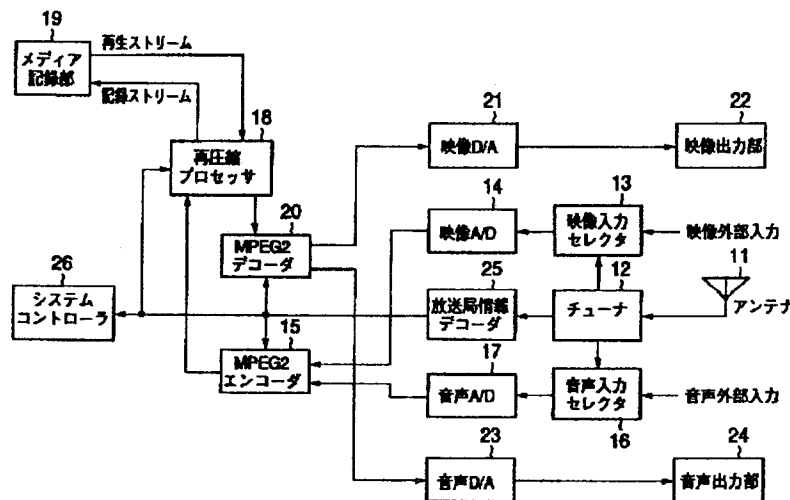 19
メディア
記録部
再生ストリーム
記録ストリーム
18
再圧縮
プロセッサ
21
映像D/A
22
映像出力部
14
映像A/D
13
映像入力
セレクタ
映像外部入力
20
MPEG2
デコーダ
26
システム
コントローラ
25
放送局情報
デコーダ
12
チューナ
11
アンテナ
15
MPEG2
エンコーダ
17
音声A/D
音声入力
セレクタ
16
音声外部入力
23
音声D/A
24
音声出力部